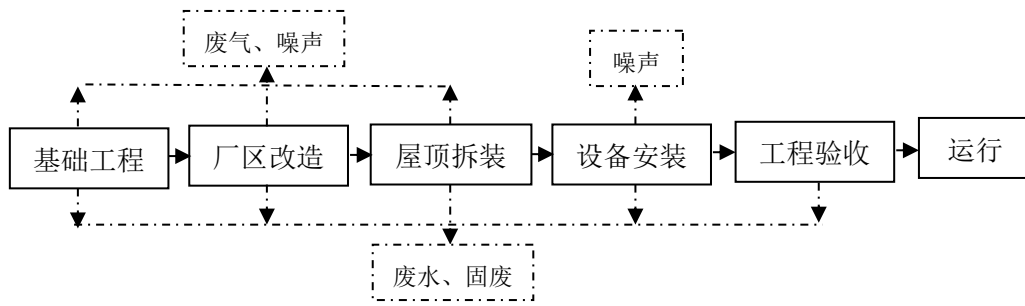 废气、噪声
噪声
基础工程
厂区改造
屋顶拆装
设备安装
工程验收
运行
废水、固废